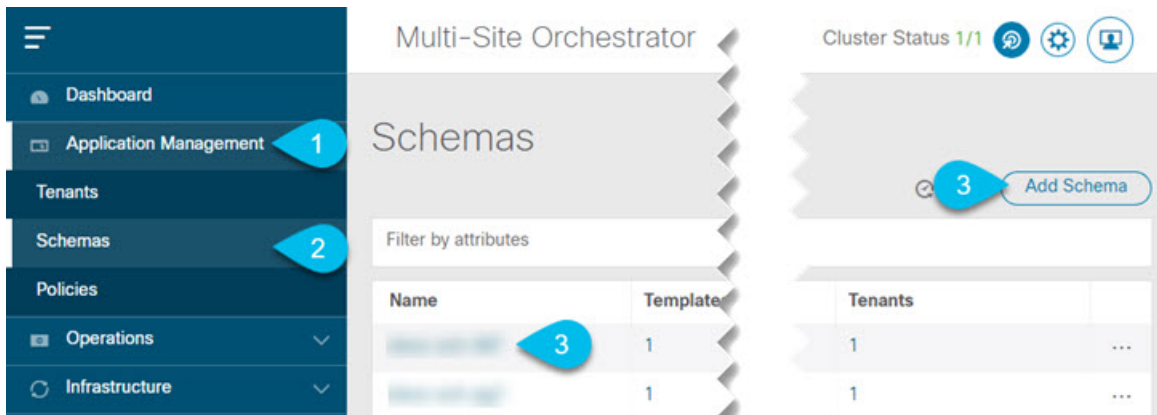 Multi-Site Orchestrator
Cluster Status 1/1
Dashboard
Application Management 1
Tenants
Schemas 2
Policies
Operations
Infrastructure
Schemas
3 Add Schema
Filter by attributes
Name Template Tenants
3 1 1 ...
1 1 ...